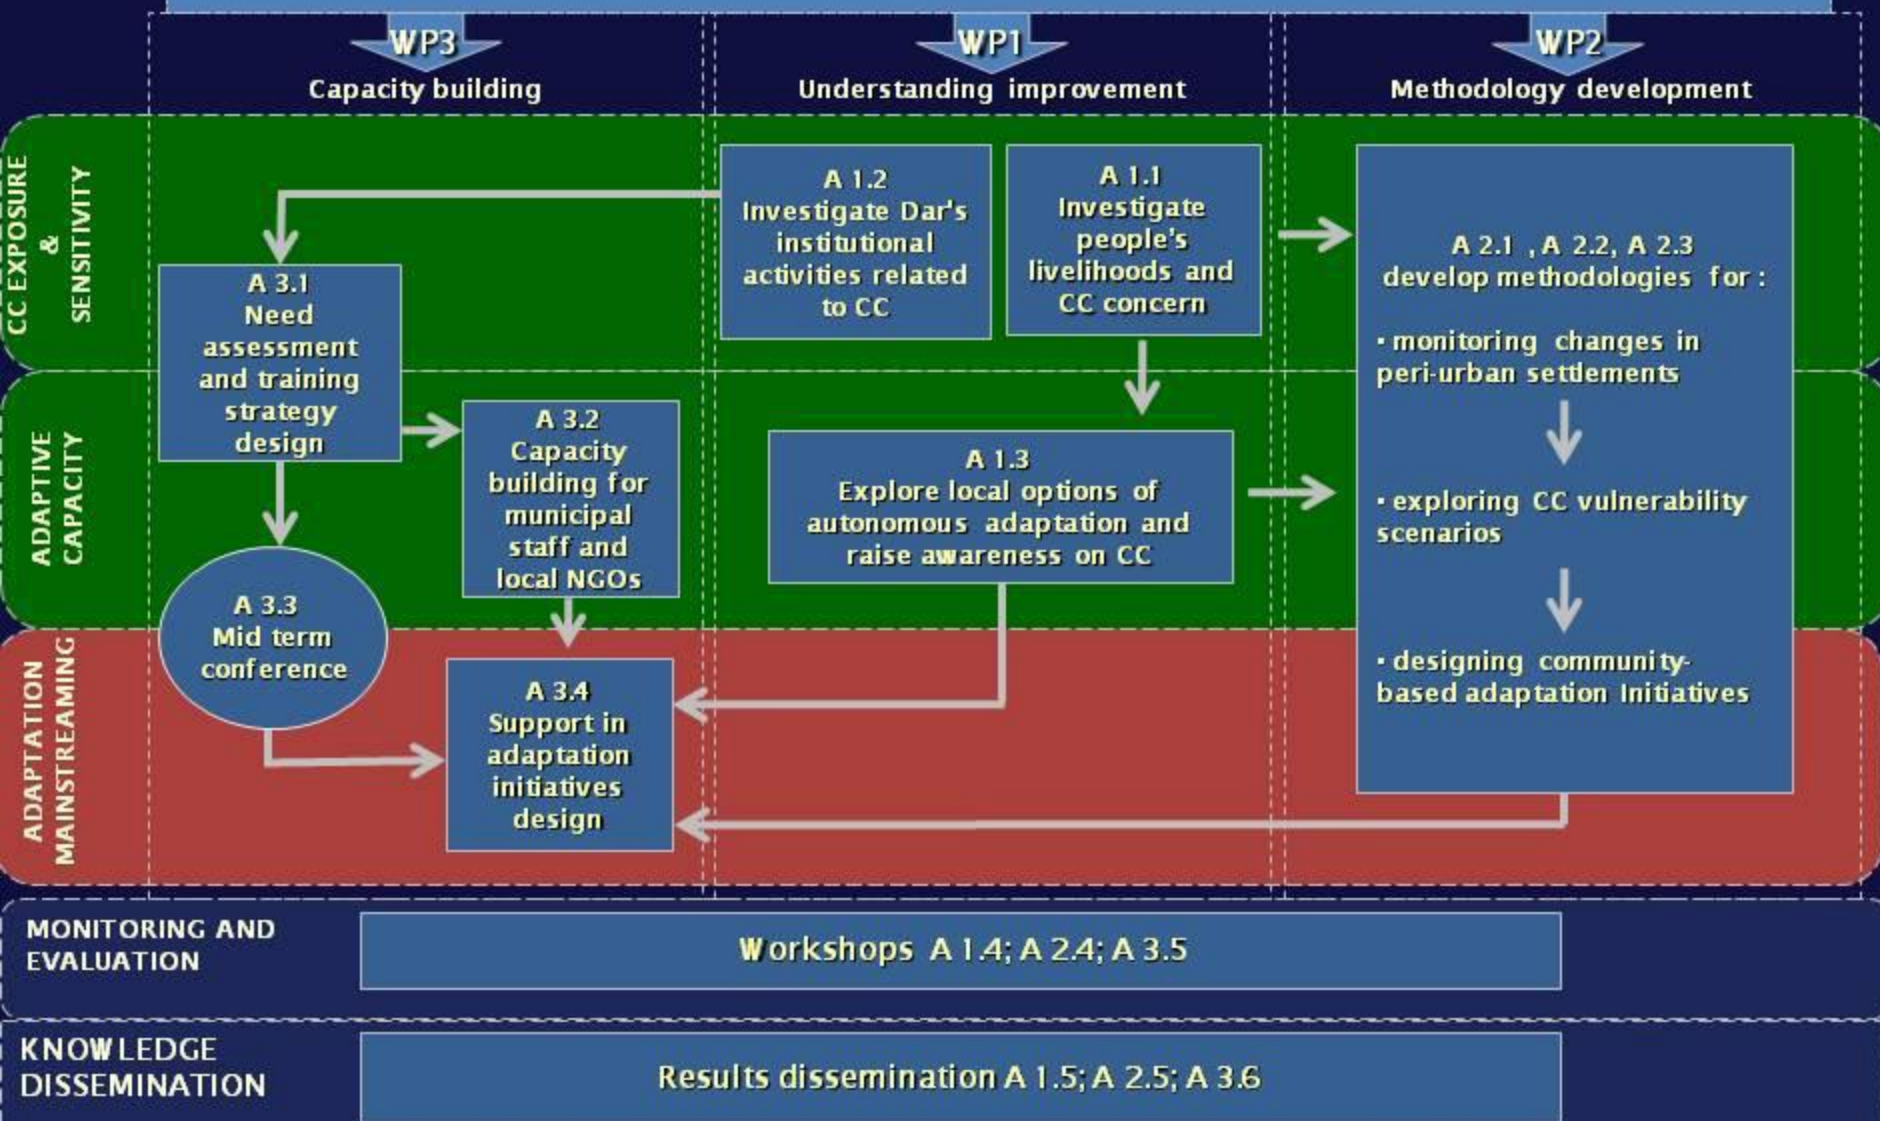 WP3
WP1
WP2
Capacity building
Understanding improvement
Methodology development
CC EXPOSURE
&
SENSITIVITY
A 1.2
Investigate Dar's
institutional
activities related
to CC
A 1.1
Investigate
people's
livelihoods and
CC concern
A 2.1 , A 2.2, A 2.3
develop methodologies for :
▪ monitoring changes in
peri-urban settlements
▪ exploring CC vulnerability
scenarios
▪ designing community-
based adaptation Initiatives
A 3.1
Need
assessment
and training
strategy
design
ADAPTIVE
CAPACITY
A 3.2
Capacity
building for
municipal
staff and
local NGOs
A 1.3
Explore local options of
autonomous adaptation and
raise awareness on CC
A 3.3
Mid term
conference
ADAPTATION
MAINSTREAMING
A 3.4
Support in
adaptation
initiatives
design
MONITORING AND
EVALUATION
Workshops A 1.4; A 2.4; A 3.5
KNOWLEDGE
DISSEMINATION
Results dissemination A 1.5; A 2.5; A 3.6